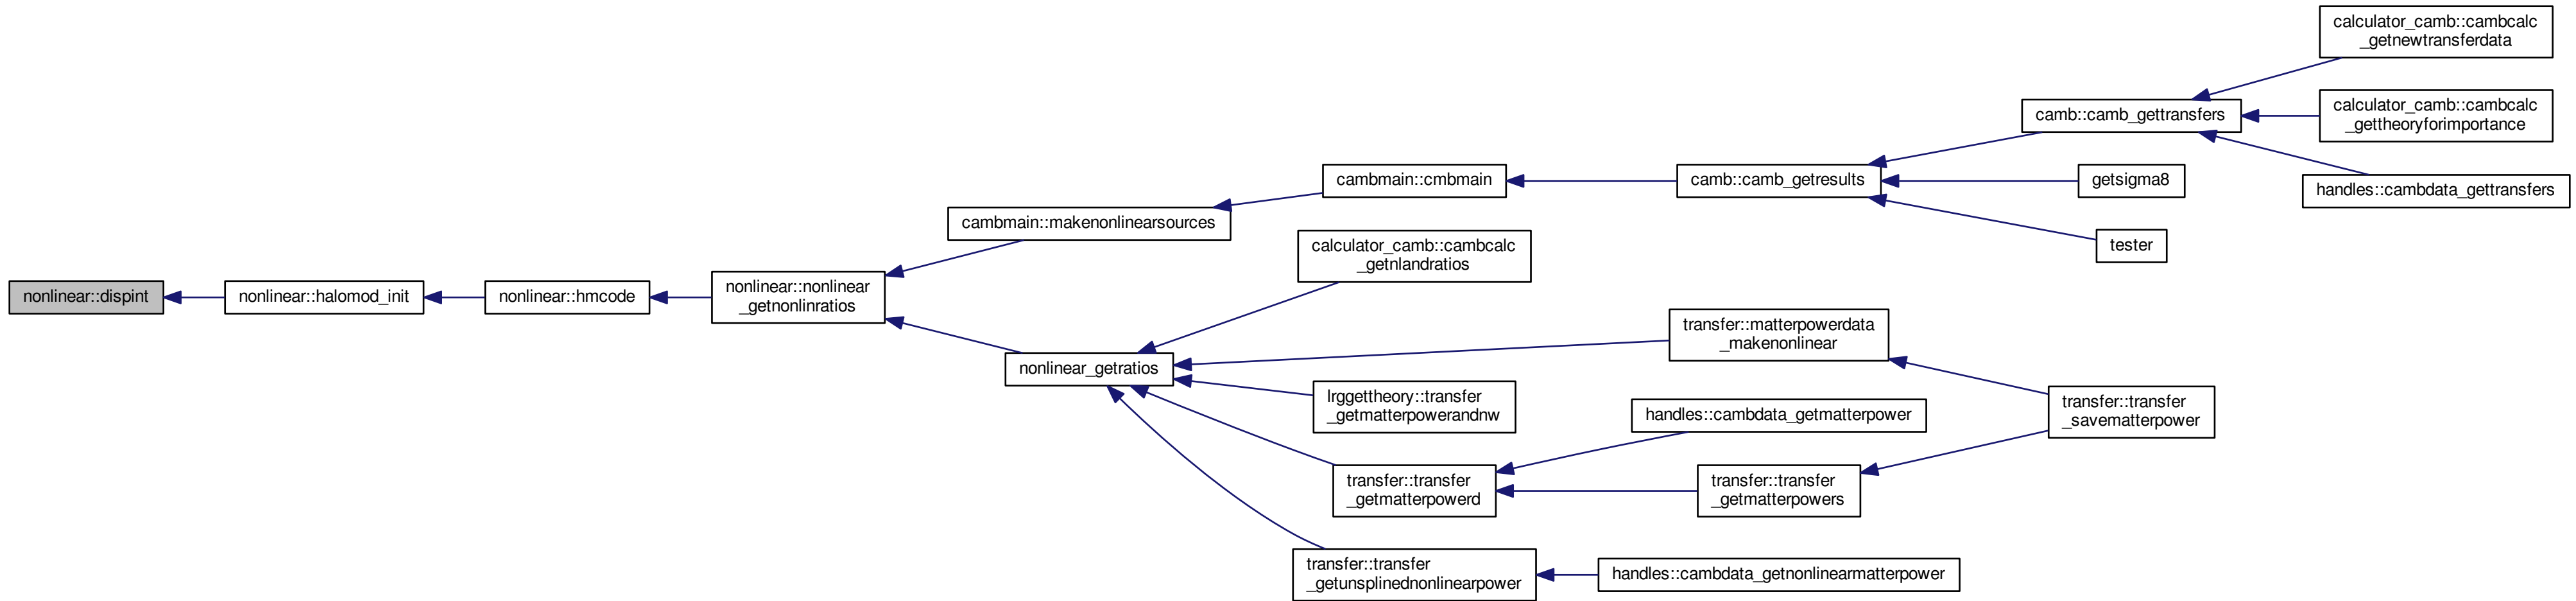 nonlinear::dispint
nonlinear::halomod_init
nonlinear::hmcode
nonlinear::nonlinear
_getnonlinratios
cambmain::makenonlinearsources
cambmain::cmbmain
camb::camb_getresults
camb::camb_gettransfers
calculator_camb::cambcalc
_getnewtransferdata
calculator_camb::cambcalc
_gettheoryforimportance
handles::cambdata_gettransfers
getsigma8
tester
nonlinear_getratios
calculator_camb::cambcalc
_getnlandratios
transfer::matterpowerdata
_makenonlinear
lrggettheory::transfer
_getmatterpowerandnw
transfer::transfer
_getmatterpowerd
handles::cambdata_getmatterpower
transfer::transfer
_getmatterpowers
transfer::transfer
_savematterpower
transfer::transfer
_getunsplinednonlinearpower
handles::cambdata_getnonlinearmatterpower